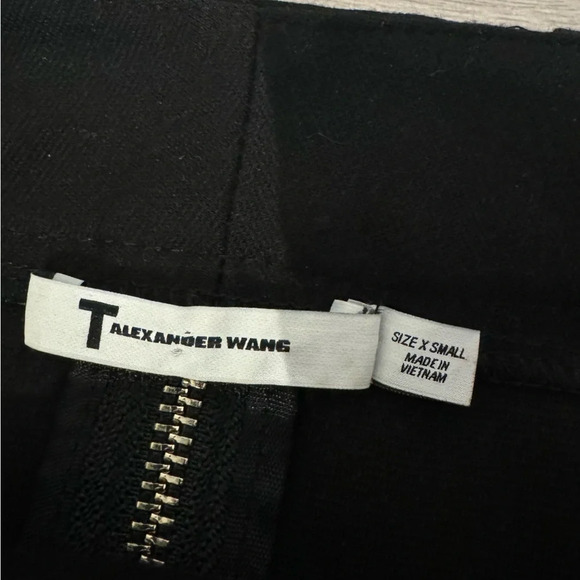 T ALEXANDER WANG
SIZE X SMALL
MADE IN
VIETNAM